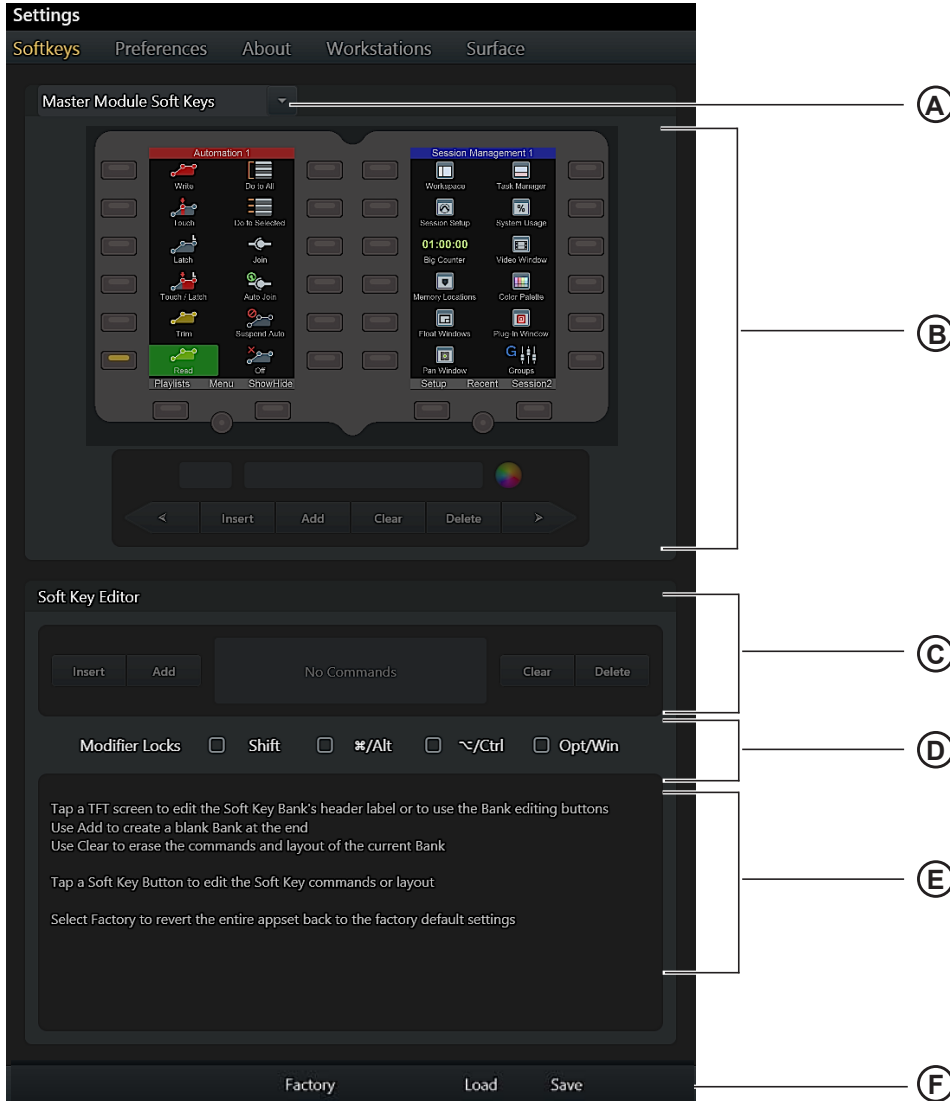 Settings
Softkeys Preferences About Workstations Surface
Master Module Soft Keys
A
Automation 1
Write Do to All
Touch Do to Selected
Latch Join
Touch / Latch Auto Join
Trim Suspend Auto
Read Off
Playlists Menu ShowHide
Session Management 1
Workspace Task Manager
Session Setup System Usage
01:00:00
Big Counter Video Window
Memory Locations Color Palette
Float Windows Plug-In Window
G
Pan Window Groups
Setup Recent Session2
B
< Insert Add Clear Delete >
Soft Key Editor
Insert Add No Commands Clear Delete
C
Modifier Locks Shift ⌘/Alt ⌥/Ctrl Opt/Win
D
Tap a TFT screen to edit the Soft Key Bank's header label or to use the Bank editing buttons
Use Add to create a blank Bank at the end
Use Clear to erase the commands and layout of the current Bank
Tap a Soft Key Button to edit the Soft Key commands or layout
Select Factory to revert the entire appset back to the factory default settings
E
Factory Load Save
F